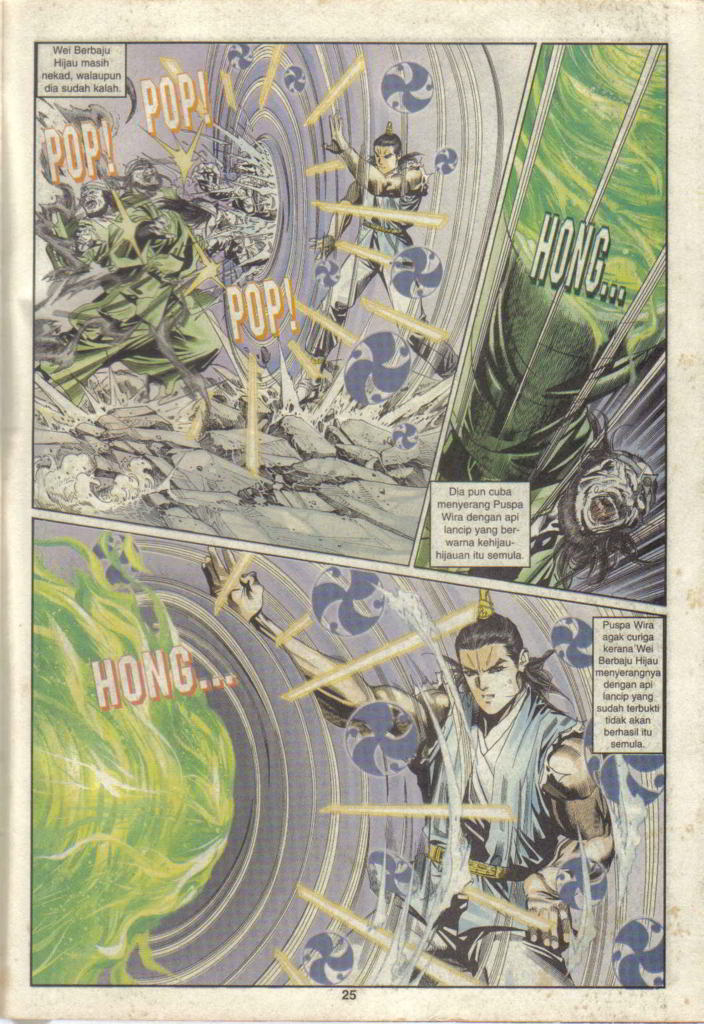 Wei Berbaju
Hijau masih
nekad, walaupun
dia sudah kalah.
POP!
POP!
POP!
HONG...
Dia pun cuba
menyerang Puspa
Wira dengan api
lancip yang ber-
warna kehijau-
hijauan itu semula.
HONG...
Puspa Wira
agak curiga
kerana Wei
Berbaju Hijau
menyerangnya
dengan api
lancip yang
sudah terbukti
tidak akan
berhasil itu
semula.
25